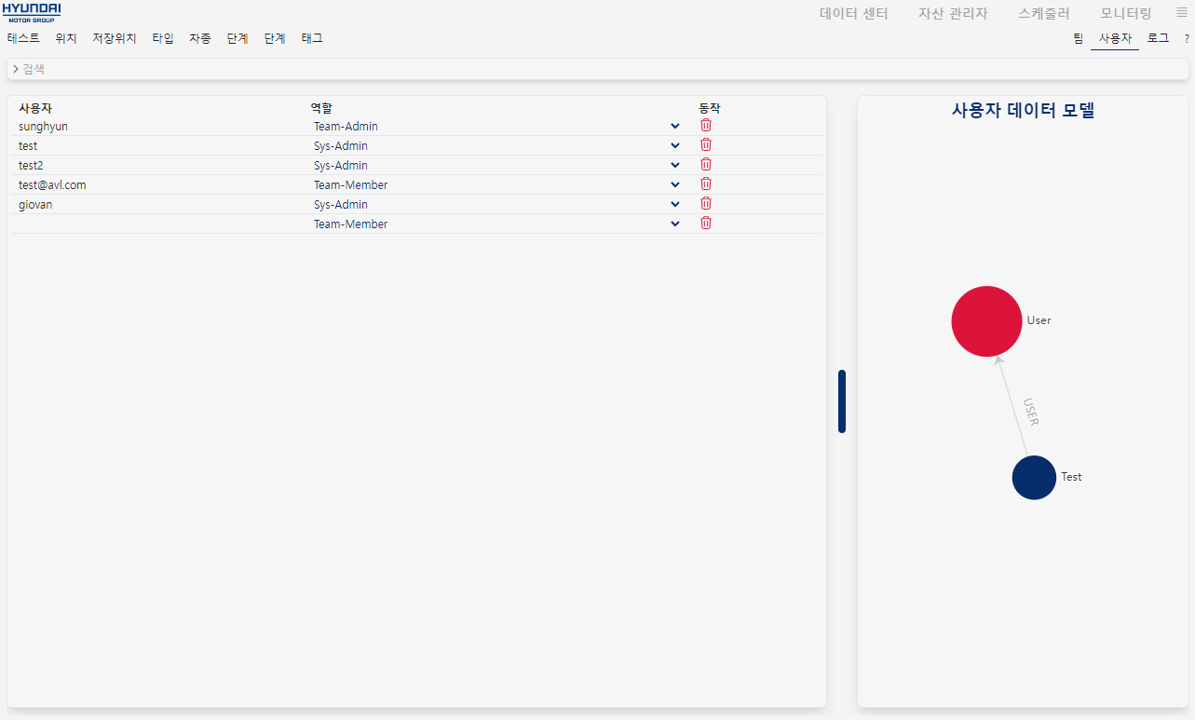 HYUNDAI
MOTOR GROUP
데이터 센터 자산 관리자 스케줄러 모니터링
테스트 위치 저장위치 타입 차종 단계 단계 태그 팀 사용자 로그 ?
> 검색
사용자 역할 동작
sunghyun Team-Admin
test Sys-Admin
test2 Sys-Admin
test@avl.com Team-Member
giovan Sys-Admin
Team-Member
사용자 데이터 모델
User
USER
Test